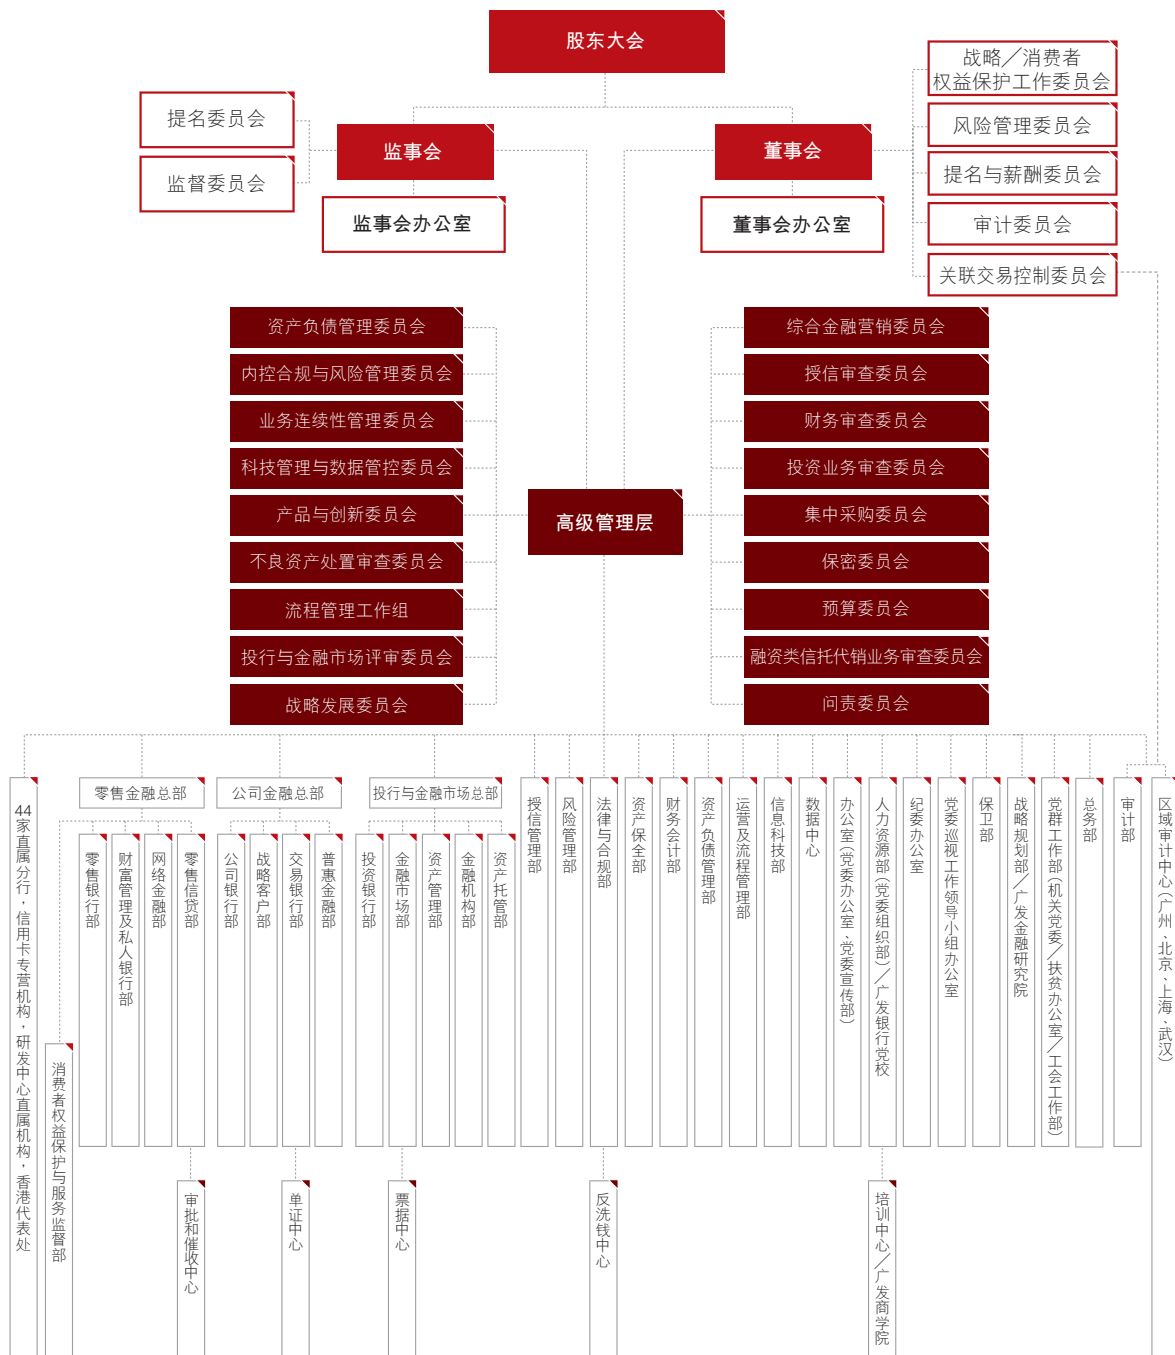 股东大会
战略／消费者
权益保护工作委员会
提名委员会
风险管理委员会
监事会
董事会
提名与薪酬委员会
监督委员会
监事会办公室
董事会办公室
审计委员会
关联交易控制委员会
资产负债管理委员会
综合金融营销委员会
内控合规与风险管理委员会
授信审查委员会
业务连续性管理委员会
财务审查委员会
科技管理与数据管控委员会
投资业务审查委员会
产品与创新委员会
高级管理层
集中采购委员会
不良资产处置审查委员会
保密委员会
流程管理工作组
预算委员会
投行与金融市场评审委员会
融资类信托代销业务审查委员会
战略发展委员会
问责委员会
44家直属分行，信用卡专营机构，研发中心直属机构，香港代表处
零售金融总部
公司金融总部
投行与金融市场总部
消费者权益保护与服务监督部
零售银行部
财富管理及私人银行部
网络金融部
零售信贷部
公司银行部
战略客户部
交易银行部
普惠金融部
投资银行部
金融市场部
资产管理部
金融机构部
资产托管部
授信管理部
风险管理部
法律与合规部
资产保全部
财务会计部
资产负债管理部
运营及流程管理部
信息科技部
数据中心
办公室（党委办公室、党委宣传部）
人力资源部（党委组织部）／广发银行党校
纪委办公室
党委巡视工作领导小组办公室
保卫部
战略规划部／广发金融研究院
党群工作部（机关党委／扶贫办公室／工会工作部）
总务部
审计部
区域审计中心（广州、北京、上海、武汉）
审批和催收中心
单证中心
票据中心
反洗钱中心
培训中心／广发商学院